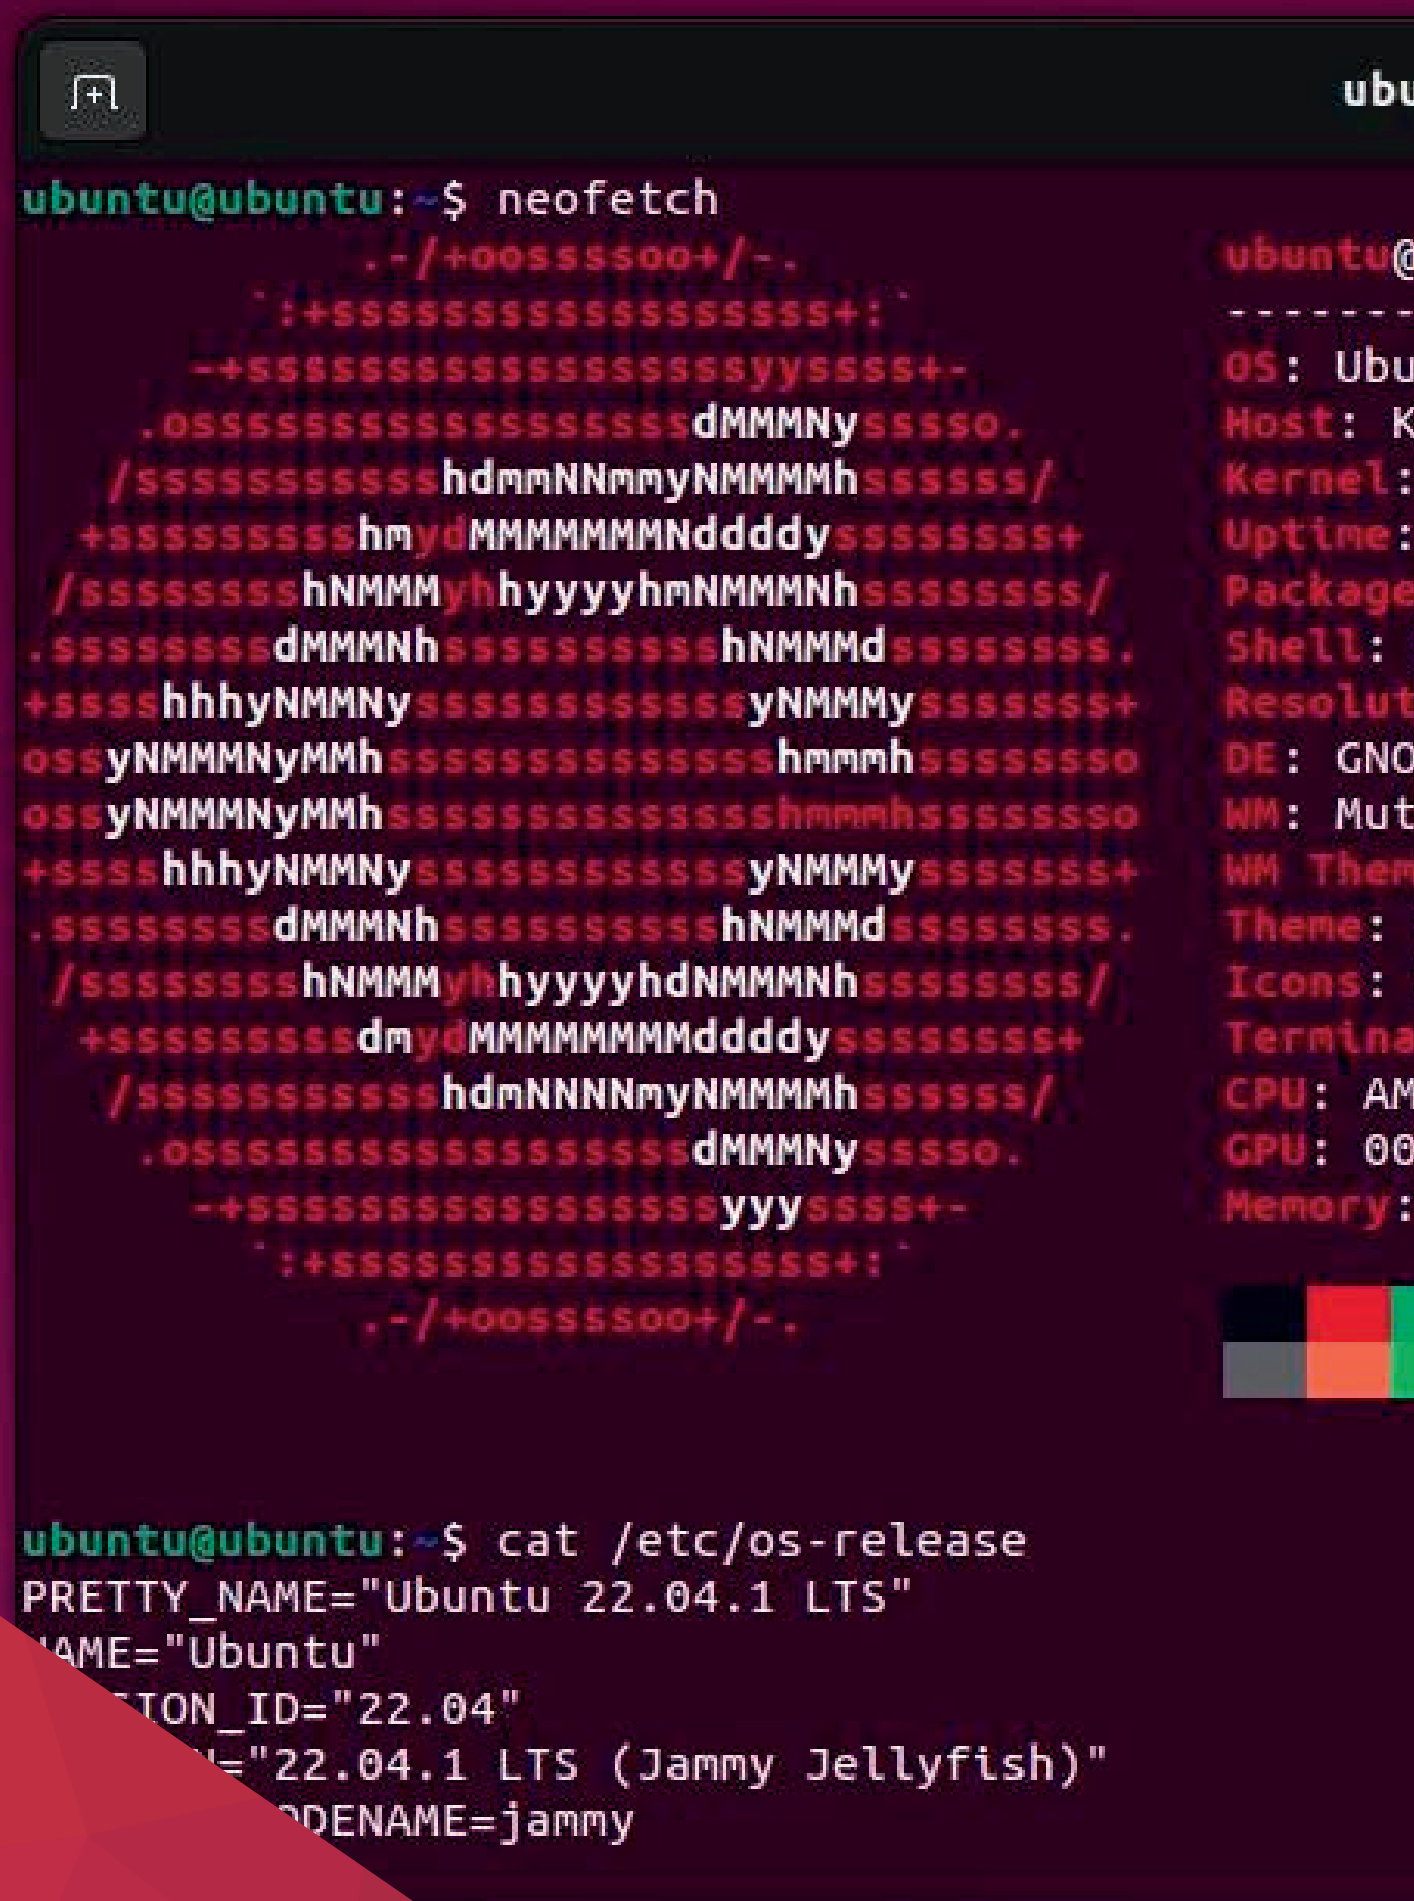 ubu
ubuntu@ubuntu:~$ neofetch
.-/+oossssoo+/-.
`:+ssssssssssssssssss+:`
-+ssssssssssssssssssyyssss+-
.ossssssssssssssssssdMMMNysssso.
/ssssssssssshdmmNNmmyNMMMMhssssss/
+ssssssssshmydMMMMMMMNddddyssssssss+
/sssssssshNMMMyhhyyyyhmNMMMNhssssssss/
.ssssssssdMMMNhsssssssssshNMMMdssssssss.
+sssshhhyNMMNyssssssssssssyNMMMysssssss+
ossyNMMMNyMMhsssssssssssssshmmmhssssssso
ossyNMMMNyMMhsssssssssssssshmmmhssssssso
+sssshhhyNMMNyssssssssssssyNMMMysssssss+
.ssssssssdMMMNhsssssssssshNMMMdssssssss.
/sssssssshNMMMyhhyyyyhdNMMMNhssssssss/
+sssssssssdmydMMMMMMMMddddyssssssss+
/ssssssssssshdmNNNNmyNMMMMhssssss/
.ossssssssssssssssssdMMMNysssso.
-+sssssssssssssssssyyyssss+-
`:+ssssssssssssssssss+:`
.-/+oossssoo+/-.
ubuntu@
-------
OS: Ubu
Host: K
Kernel:
Uptime:
Package
Shell:
Resolut
DE: GNO
WM: Mut
WM Them
Theme:
Icons:
Termina
CPU: AM
GPU: 00
Memory:
ubuntu@ubuntu:~$ cat /etc/os-release
PRETTY_NAME="Ubuntu 22.04.1 LTS"
NAME="Ubuntu"
SION_ID="22.04"
="22.04.1 LTS (Jammy Jellyfish)"
ODENAME=jammy